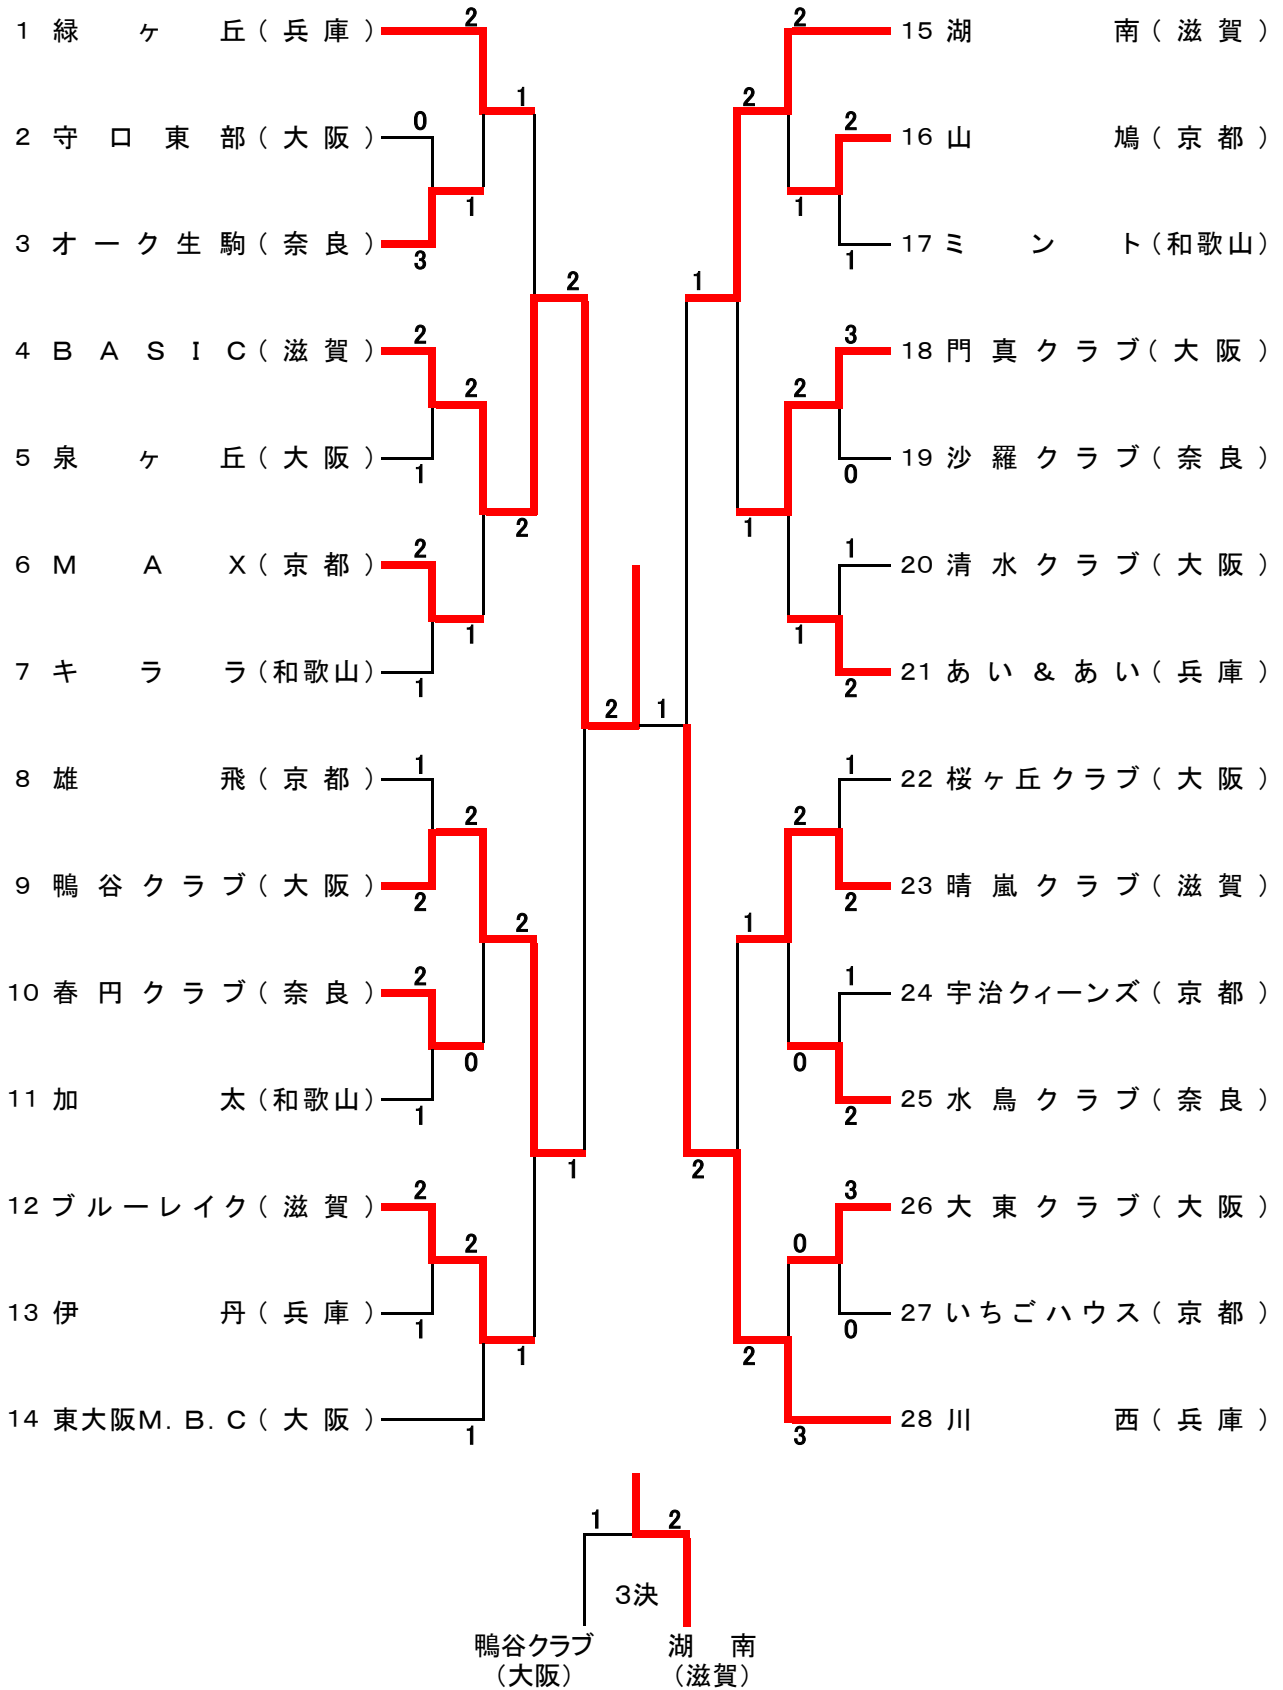 1 緑ヶ丘(兵庫)
2
0
2 守口東部(大阪)
1
1
3 オーク生駒(奈良)
3
2
4 BASIC(滋賀)
2
2
5 泉ヶ丘(大阪)
1
2
6 MAX(京都)
2
1
7 キララ(和歌山)
1
8 雄飛(京都)
1
2
9 鴨谷クラブ(大阪)
2
2
10 春円クラブ(奈良)
2
0
11 加太(和歌山)
1
1
12 ブルーレイク(滋賀)
2
2
13 伊丹(兵庫)
1
1
14 東大阪M.B.C(大阪)
1
2 1
15 湖南(滋賀)
2
2
16 山鳩(京都)
2
1
17 ミント(和歌山)
1
1
18 門真クラブ(大阪)
3
2
19 沙羅クラブ(奈良)
0
1
20 清水クラブ(大阪)
1
1
21 あい&あい(兵庫)
2
22 桜ヶ丘クラブ(大阪)
1
2
23 晴嵐クラブ(滋賀)
2
1
24 宇治クィーンズ(京都)
1
0
25 水鳥クラブ(奈良)
2
2
26 大東クラブ(大阪)
3
0
27 いちごハウス(京都)
0
2
28 川西(兵庫)
3
1 2
3決
鴨谷クラブ
(大阪)
湖南
(滋賀)